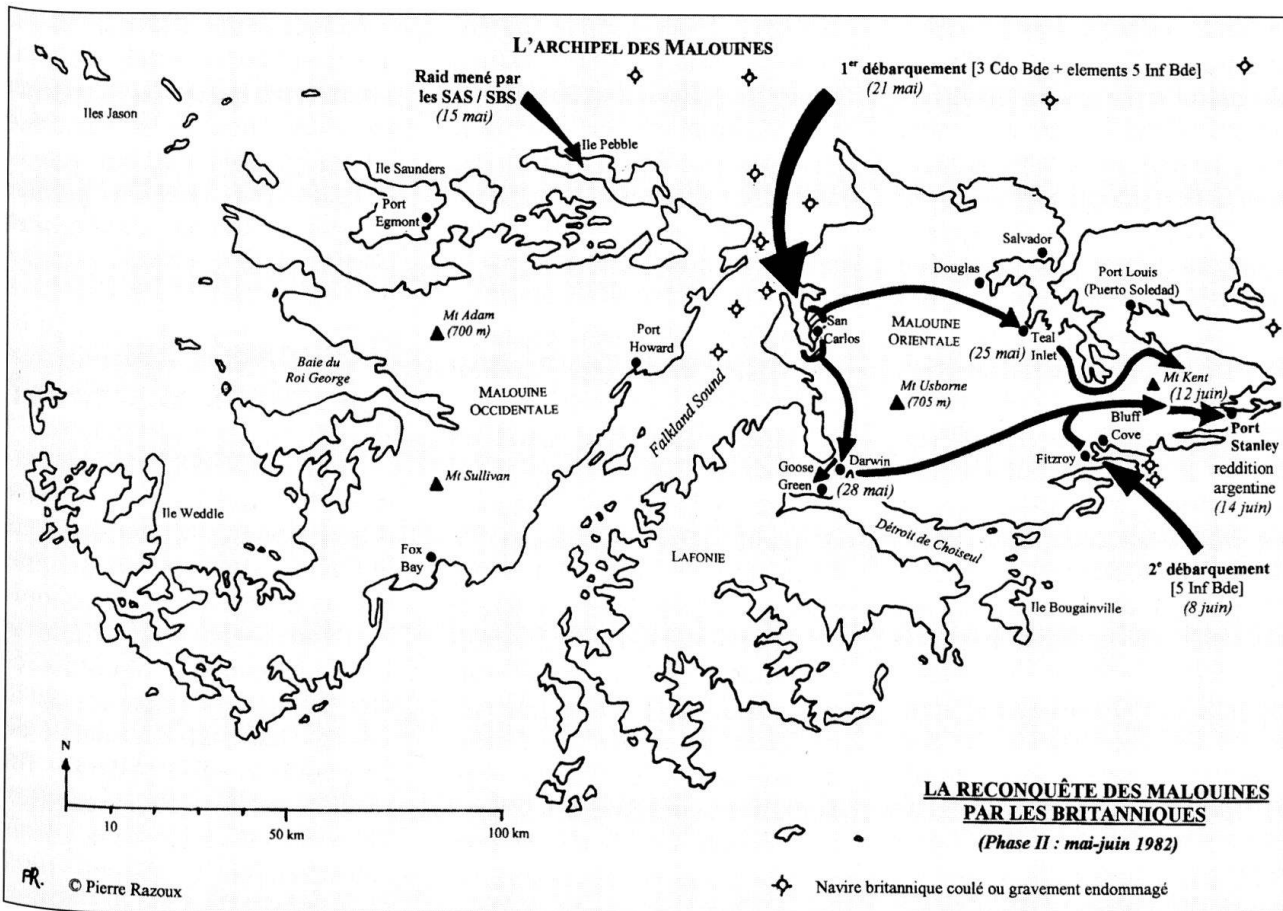 L'ARCHIPEL DES MALOUINES
Raid mené par
les SAS / SBS
(15 mai)
1er débarquement [3 Cdo Bde + elements 5 Inf Bde]
(21 mai)
Iles Jason
Ile Pebble
Ile Saunders
Port
Egmont
Salvador
Douglas
Port Louis
(Puerto Soledad)
Mt Adam
(700 m)
Port
Howard
San
Carlos
MALOUINE
ORIENTALE
(25 mai)
Teal
Inlet
Baie du
Roi George
MALOUINE
OCCIDENTALE
Falkland Sound
Mt Usborne
(705 m)
Mt Kent
(12 juin)
Bluff
Cove
Port
Stanley
Fitzroy
reddition
argentine
(14 juin)
Goose
Green
Darwin
(28 mai)
Mt Sullivan
Ile Weddle
Détroit de Choiseul
Fox
Bay
LAFONIE
2e débarquement
[5 Inf Bde]
(8 juin)
Ile Bougainville
N
10
50 km
100 km
LA RECONQUÊTE DES MALOUINES
PAR LES BRITANNIQUES
(Phase II : mai-juin 1982)
PR.
© Pierre Razoux
Navire britannique coulé ou gravement endommagé